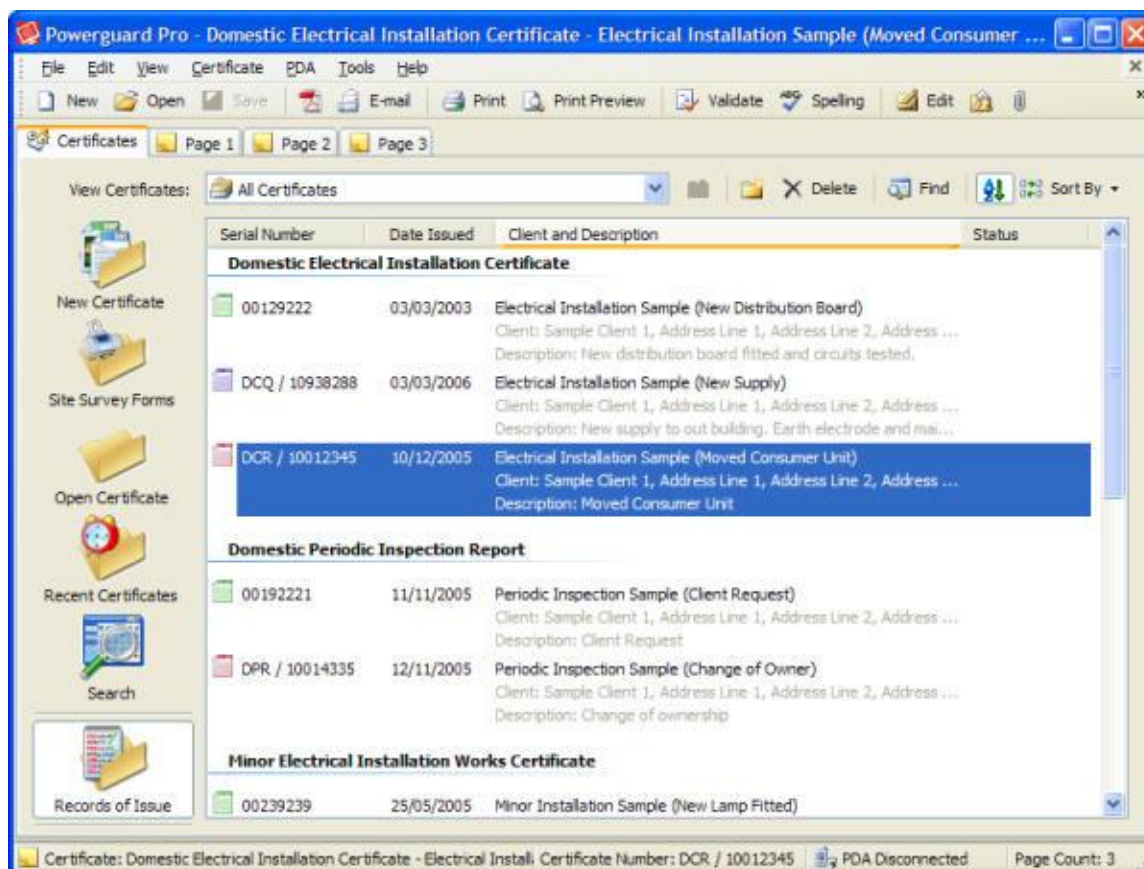 Powerguard Pro - Domestic Electrical Installation Certificate - Electrical Installation Sample (Moved Consumer ...
File Edit View Certificate PDA Tools Help
New Open Save E-mail Print Print Preview Validate Spelling Edit
Certificates Page 1 Page 2 Page 3
View Certificates: All Certificates Delete Find Sort By
Serial Number Date Issued Client and Description Status
Domestic Electrical Installation Certificate
00129222 03/03/2003 Electrical Installation Sample (New Distribution Board)
Client: Sample Client 1, Address Line 1, Address Line 2, Address ...
Description: New distribution board fitted and circuits tested.
DCQ / 10938288 03/03/2006 Electrical Installation Sample (New Supply)
Client: Sample Client 1, Address Line 1, Address Line 2, Address ...
Description: New supply to out building. Earth electrode and mai...
DCR / 10012345 10/12/2005 Electrical Installation Sample (Moved Consumer Unit)
Client: Sample Client 1, Address Line 1, Address Line 2, Address ...
Description: Moved Consumer Unit
Domestic Periodic Inspection Report
00192221 11/11/2005 Periodic Inspection Sample (Client Request)
Client: Sample Client 1, Address Line 1, Address Line 2, Address ...
Description: Client Request
DPR / 10014335 12/11/2005 Periodic Inspection Sample (Change of Owner)
Client: Sample Client 1, Address Line 1, Address Line 2, Address ...
Description: Change of ownership
Minor Electrical Installation Works Certificate
00239239 25/05/2005 Minor Installation Sample (New Lamp Fitted)
New Certificate
Site Survey Forms
Open Certificate
Recent Certificates
Search
Records of Issue
Certificate: Domestic Electrical Installation Certificate - Electrical Install Certificate Number: DCR / 10012345 PDA Disconnected Page Count: 3